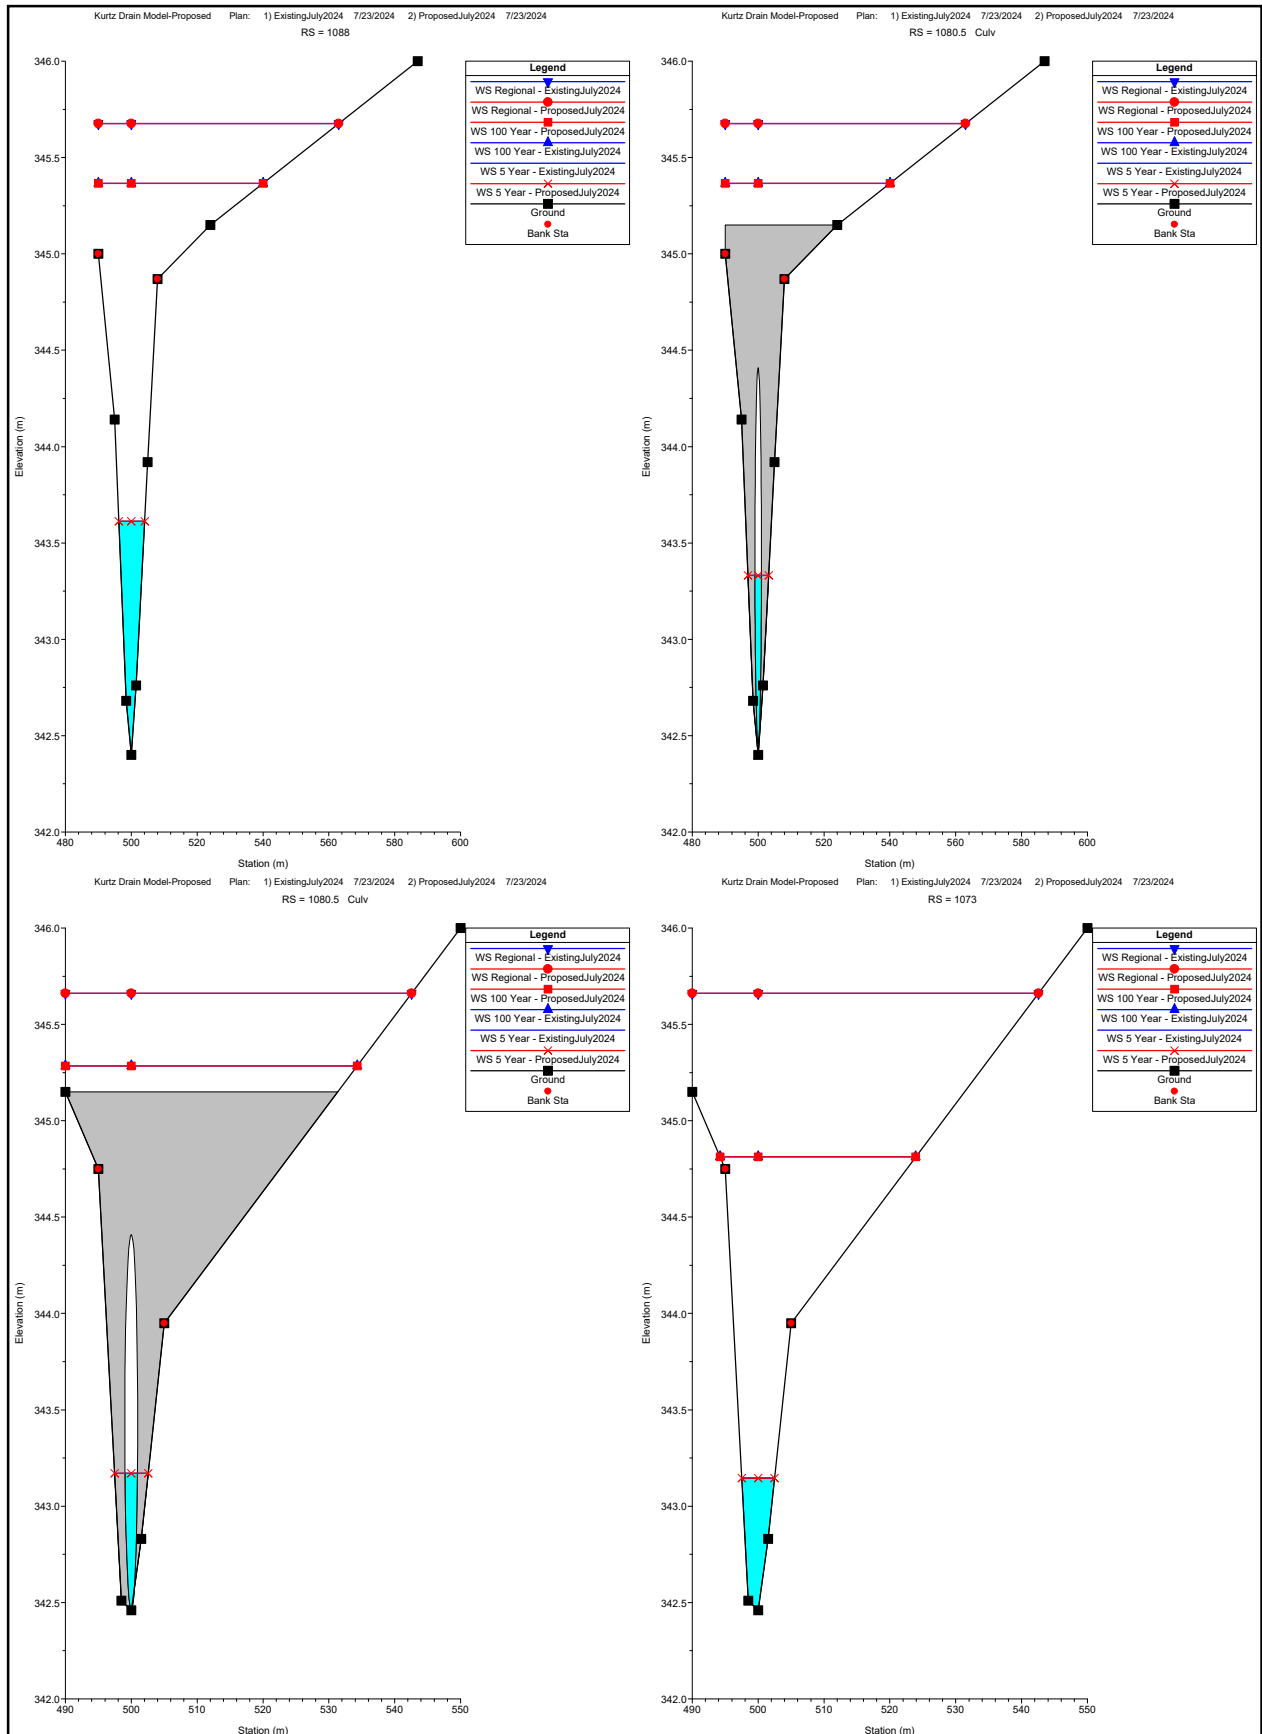 Kurtz Drain Model-Proposed Plan: 1) ExistingJuly2024 7/23/2024 2) ProposedJuly2024 7/23/2024
RS = 1088
Legend
WS Regional - ExistingJuly2024
WS Regional - ProposedJuly2024
WS 100 Year - ProposedJuly2024
WS 100 Year - ExistingJuly2024
WS 5 Year - ExistingJuly2024
WS 5 Year - ProposedJuly2024
Ground
Bank Sta
346.0
345.5
345.0
344.5
344.0
343.5
343.0
342.5
342.0
Elevation (m)
480 500 520 540 560 580 600
Station (m)
Kurtz Drain Model-Proposed Plan: 1) ExistingJuly2024 7/23/2024 2) ProposedJuly2024 7/23/2024
RS = 1080.5 Culv
Legend
WS Regional - ExistingJuly2024
WS Regional - ProposedJuly2024
WS 100 Year - ProposedJuly2024
WS 100 Year - ExistingJuly2024
WS 5 Year - ExistingJuly2024
WS 5 Year - ProposedJuly2024
Ground
Bank Sta
346.0
345.5
345.0
344.5
344.0
343.5
343.0
342.5
342.0
Elevation (m)
480 500 520 540 560 580 600
Station (m)
Kurtz Drain Model-Proposed Plan: 1) ExistingJuly2024 7/23/2024 2) ProposedJuly2024 7/23/2024
RS = 1080.5 Culv
Legend
WS Regional - ExistingJuly2024
WS Regional - ProposedJuly2024
WS 100 Year - ProposedJuly2024
WS 100 Year - ExistingJuly2024
WS 5 Year - ExistingJuly2024
WS 5 Year - ProposedJuly2024
Ground
Bank Sta
346.0
345.5
345.0
344.5
344.0
343.5
343.0
342.5
342.0
Elevation (m)
490 500 510 520 530 540 550
Station (m)
Kurtz Drain Model-Proposed Plan: 1) ExistingJuly2024 7/23/2024 2) ProposedJuly2024 7/23/2024
RS = 1073
Legend
WS Regional - ExistingJuly2024
WS Regional - ProposedJuly2024
WS 100 Year - ProposedJuly2024
WS 100 Year - ExistingJuly2024
WS 5 Year - ExistingJuly2024
WS 5 Year - ProposedJuly2024
Ground
Bank Sta
346.0
345.5
345.0
344.5
344.0
343.5
343.0
342.5
342.0
Elevation (m)
490 500 510 520 530 540 550
Station (m)